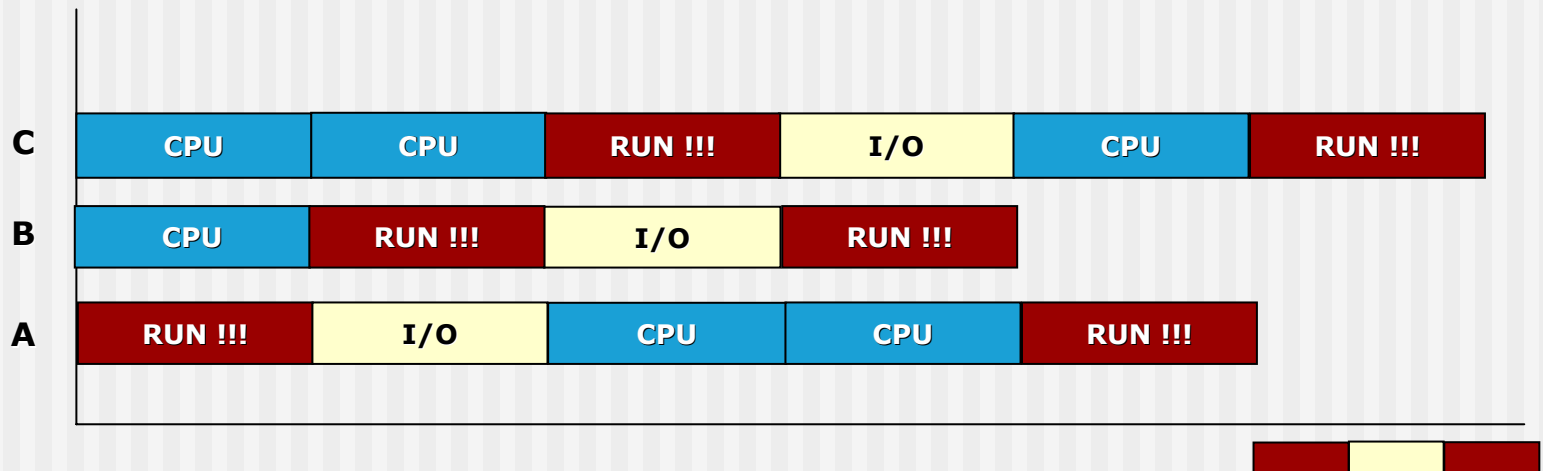 C CPU CPU RUN !!! I/O CPU RUN !!!
B CPU RUN !!! I/O RUN !!!
A RUN !!! I/O CPU CPU RUN !!!